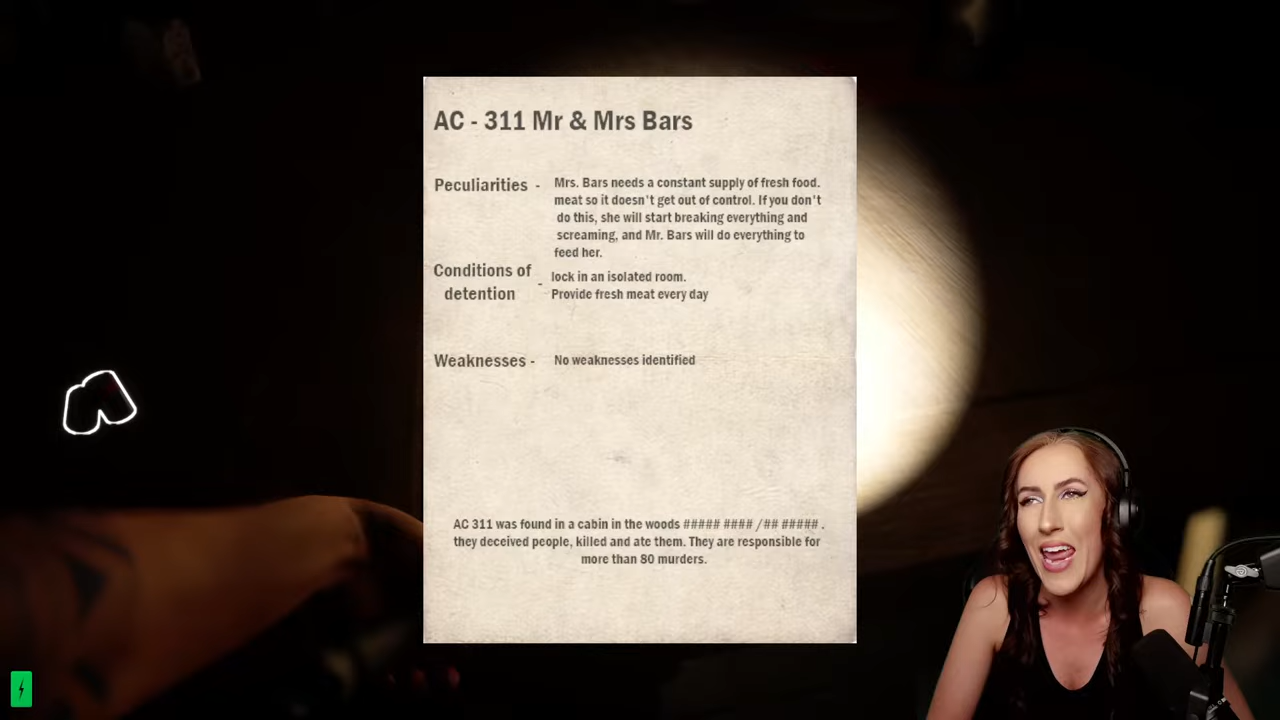 AC - 311 Mr & Mrs Bars
Peculiarities -
Mrs. Bars needs a constant supply of fresh food.
meat so it doesn't get out of control. If you don't
do this, she will start breaking everything and
screaming, and Mr. Bars will do everything to
feed her.
Conditions of
detention -
lock in an isolated room.
Provide fresh meat every day
Weaknesses -
No weaknesses identified
AC 311 was found in a cabin in the woods ##### #### /## ##### .
they deceived people, killed and ate them. They are responsible for
more than 80 murders.